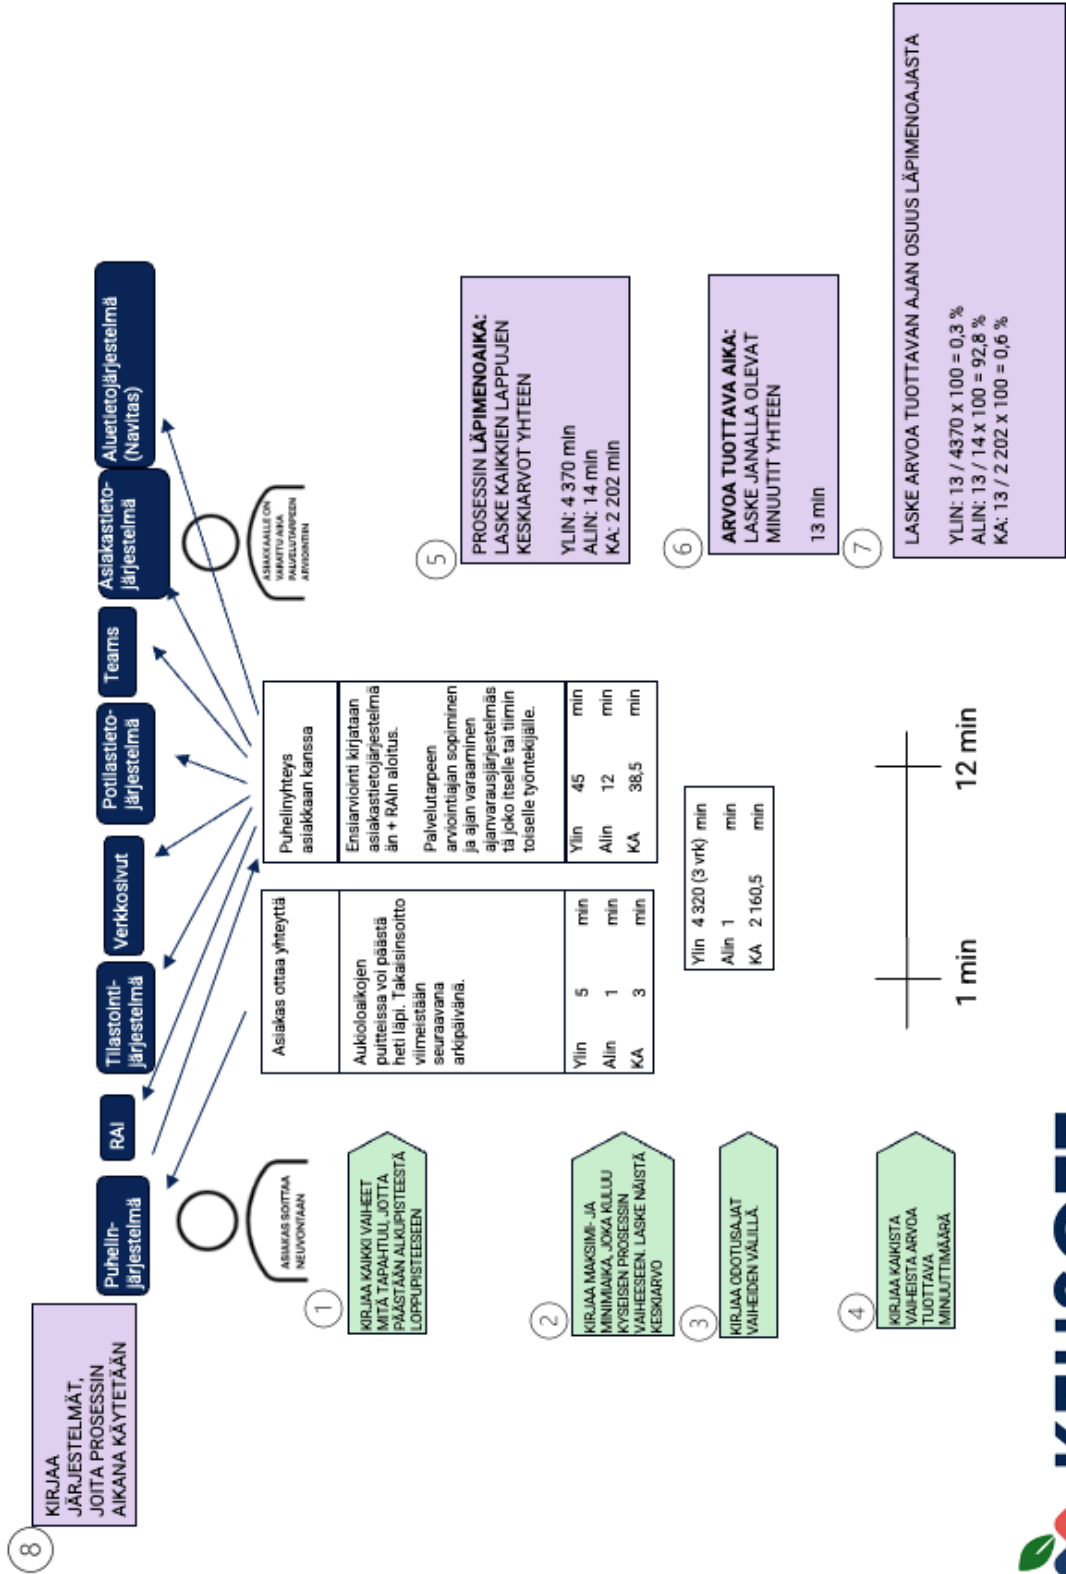 8
KIRJAA
JÄRJESTELMÄT,
JOITA PROSESSIN
AIKANA KÄYTETÄÄN
Puhelin-
järjestelmä
RAI
Tilastointi-
järjestelmä
Verkkosivut
Potilastieto-
järjestelmä
Teams
Asiakastieto-
järjestelmä
Aluetietojärjestelmä
(Navitas)
ASIAKAS SOITTAA
NEUVONTAAN
ASIAKKAALLE ON
VARATTU AIKA
PALVELUTARPEEN
ARVIOINTIIN
1
KIRJAA KAIKKI VAIHEET
MITÄ TAPAHTUU, JOTTA
PÄÄSTÄÄN ALKUPISTEESTÄ
LOPPUPISTEESEEN
Asiakas ottaa yhteyttä
Aukioloaikojen
puitteissa voi päästä
heti läpi. Takaisinsoitto
viimeistään
seuraavana
arkipäivänä.
Ylin 5 min
Alin 1 min
KA 3 min
Puhelinyhteys
asiakkaan kanssa
Ensiarviointi kirjataan
asiakastietojärjestelmä
än + RAIn aloitus.
Palvelutarpeen
arviointiajan sopiminen
ja ajan varaaminen
ajanvarausjärjestelmäs
tä joko itselle tai tiimin
toiselle työntekijälle.
Ylin 45 min
Alin 12 min
KA 38,5 min
2
KIRJAA MAKSIMI- JA
MINIMIAIKA, JOKA KULUU
KYSEISEN PROSESSIN
VAIHEESEEN. LASKE NÄISTÄ
KESKIARVO
3
KIRJAA ODOTUSAJAT
VAIHEIDEN VÄLILLÄ.
Ylin 4 320 (3 vrk) min
Alin 1 min
KA 2 160,5 min
4
KIRJAA KAIKISTA
VAIHEISTA ARVOA
TUOTTAVA
MINUUTTIMÄÄRÄ
1 min
12 min
5
PROSESSIN LÄPIMENOAIKA:
LASKE KAIKKIEN LAPPUJEN
KESKIARVOT YHTEEN
YLIN: 4 370 min
ALIN: 14 min
KA: 2 202 min
6
ARVOA TUOTTAVA AIKA:
LASKE JANALLA OLEVAT
MINUUTIT YHTEEN
13 min
7
LASKE ARVOA TUOTTAVAN AJAN OSUUS LÄPIMENOAJASTA
YLIN: 13 / 4370 x 100 = 0,3 %
ALIN: 13 / 14 x 100 = 92,8 %
KA: 13 / 2 202 x 100 = 0,6 %